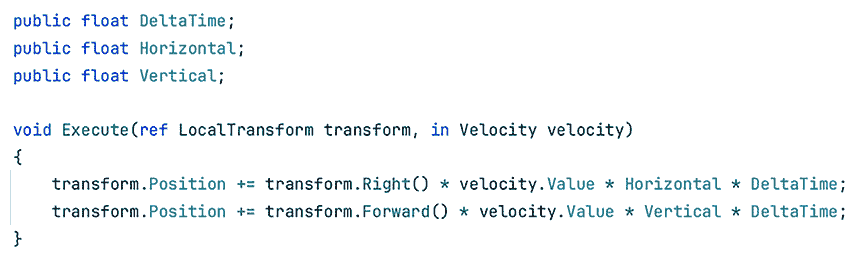 public float DeltaTime;
public float Horizontal;
public float Vertical;
void Execute(ref LocalTransform transform, in Velocity velocity)
{
transform.Position += transform.Right() * velocity.Value * Horizontal * DeltaTime;
transform.Position += transform.Forward() * velocity.Value * Vertical * DeltaTime;
}